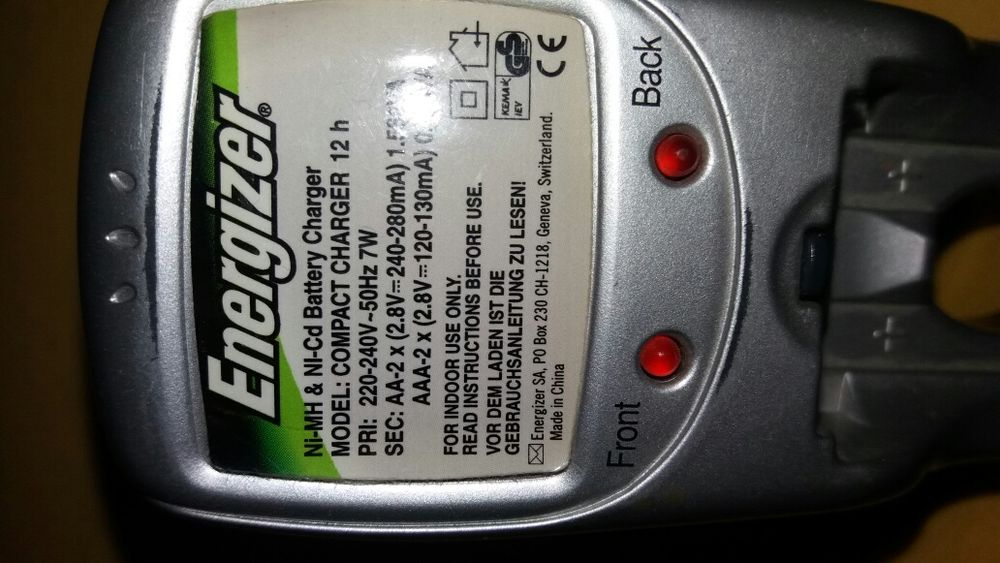 Energizer®
Ni-MH & Ni-Cd Battery Charger
MODEL: COMPACT CHARGER 12 h
PRI: 220-240V~50Hz 7W
SEC: AA-2 x (2.8V⎓240-280mA)
AAA-2 x (2.8V⎓120-130mA)
FOR INDOOR USE ONLY.
READ INSTRUCTIONS BEFORE USE.
VOR DEM LADEN IST DIE
GEBRAUCHSANLEITUNG ZU LESEN!
Energizer SA, PO Box 230 CH-1218, Geneva, Switzerland.
Made in China
GS
KEMA
CE
Front
Back
+
+